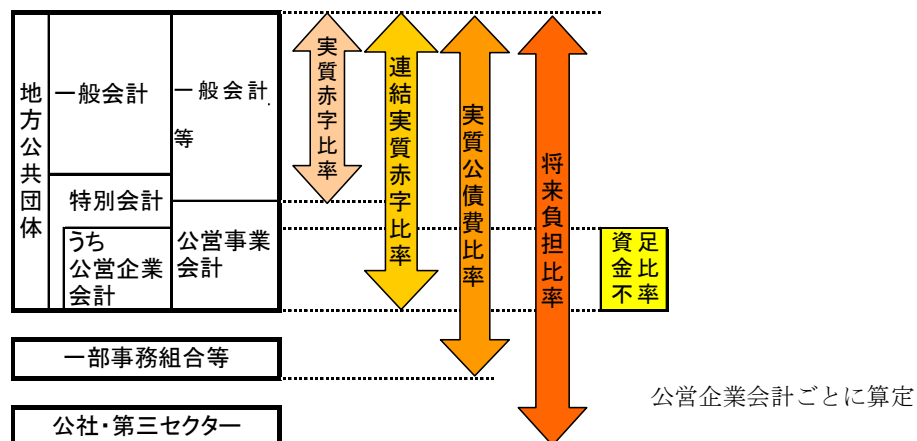 地方公共団体
一般会計
一般会計
等
特別会計
うち
公営企業
会計
公営事業
会計
実質赤字比率
連結実質赤字比率
実質公債費比率
将来負担比率
資金不足比率
一部事務組合等
公社・第三セクター
公営企業会計ごとに算定